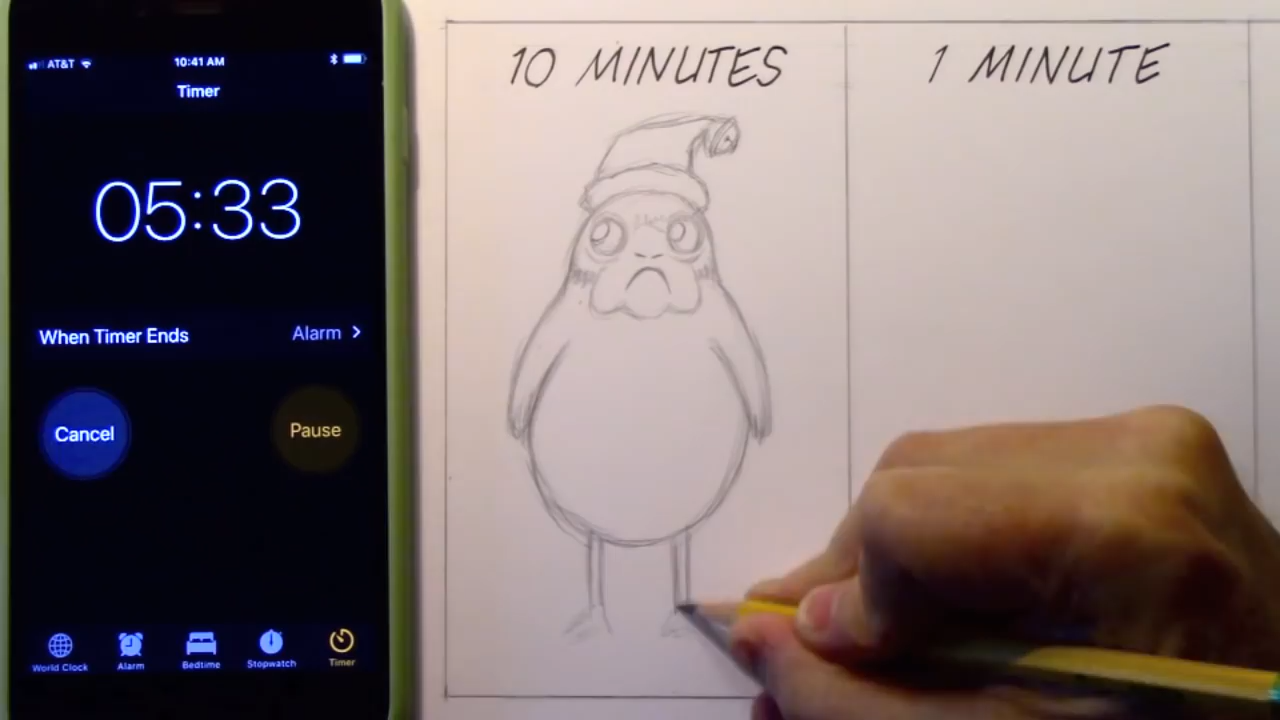 AT&T
10:41 AM
Timer
05:33
When Timer Ends
Alarm
Cancel
Pause
World Clock
Alarm
Bedtime
Stopwatch
Timer
10 MINUTES
1 MINUTE